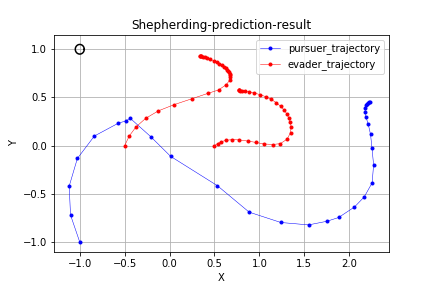 Shepherding-prediction-result
pursuer_trajectory
evader_trajectory
1.0
0.5
0.0
−0.5
−1.0
Y
−1.0 −0.5 0.0 0.5 1.0 1.5 2.0
X